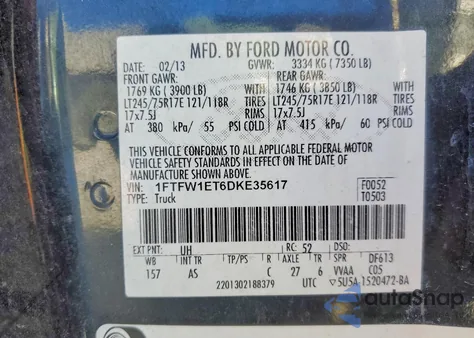 MFD. BY FORD MOTOR CO.
DATE: 02/13 GVWR: 3334 KG ( 7350 LB)
FRONT GAWR: REAR GAWR:
1769 KG ( 3900 LB) WITH 1746 KG ( 3850 LB) WITH
LT245/75R17E 121/118R TIRES LT245/75R17E 121/118R TIRES
17x7.5J RIMS 17x7.5J RIMS
AT 380 kPa/ 55 PSI COLD AT 415 kPa/ 60 PSI COLD
THIS VEHICLE CONFORMS TO ALL APPLICABLE FEDERAL MOTOR
VEHICLE SAFETY STANDARDS IN EFFECT ON THE DATE OF
MANUFACTURE SHOWN ABOVE.
VIN: 1FTFW1ET6DKE35617 F0052
TYPE: Truck T0503
EXT PNT: UH RC: 52 DSO:
WB INT TR TP/PS R AXLE TR SPR DF613
157 AS C 27 6 VVAA C05
2201302188379 UTC 5U5A 1520472-BA
autoSnap